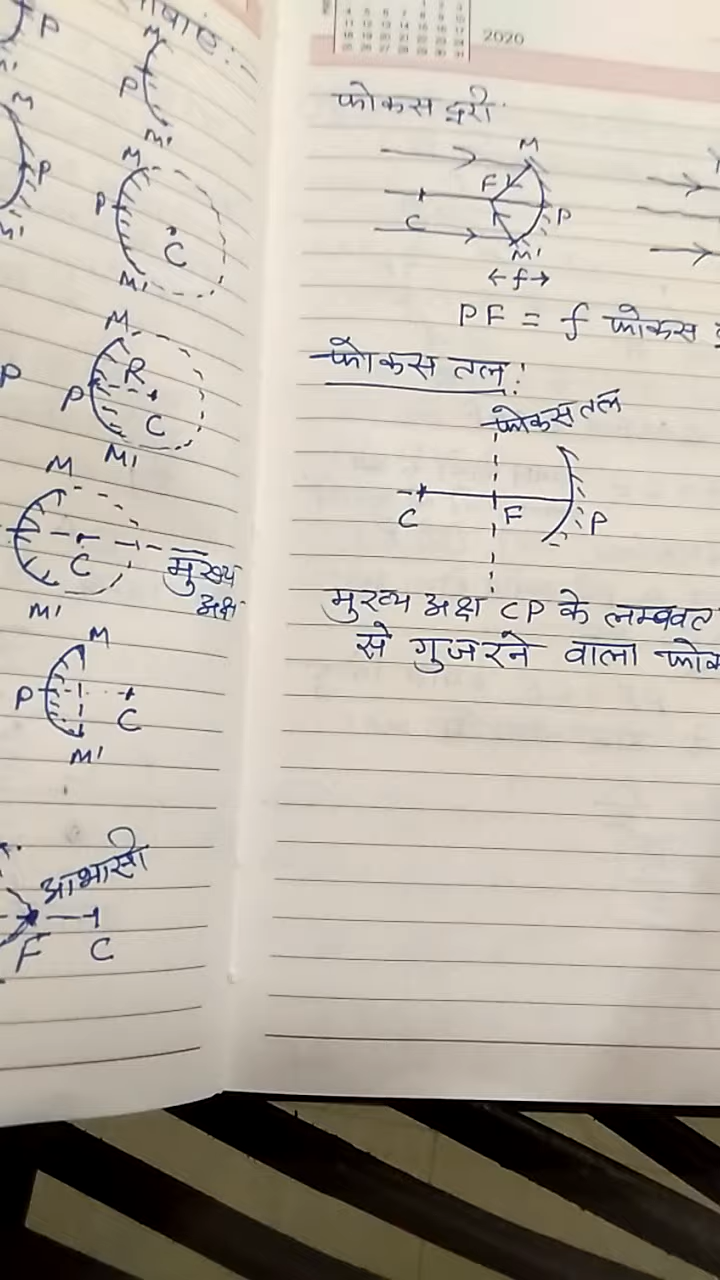 P
M
P
M'
M
P
M'
M
P
C
M'
M
R
P
C
M'
P
M
C
मुख्य
अक्ष
M'
M
P
C
M'
आभासी
F C
2020
फोकस दूरी
M
F
P
C
M'
← f →
PF = f फोकस
फोकस तल :
फोकस तल
C F P
मुख्य अक्ष CP के लम्बवत
से गुजरने वाला